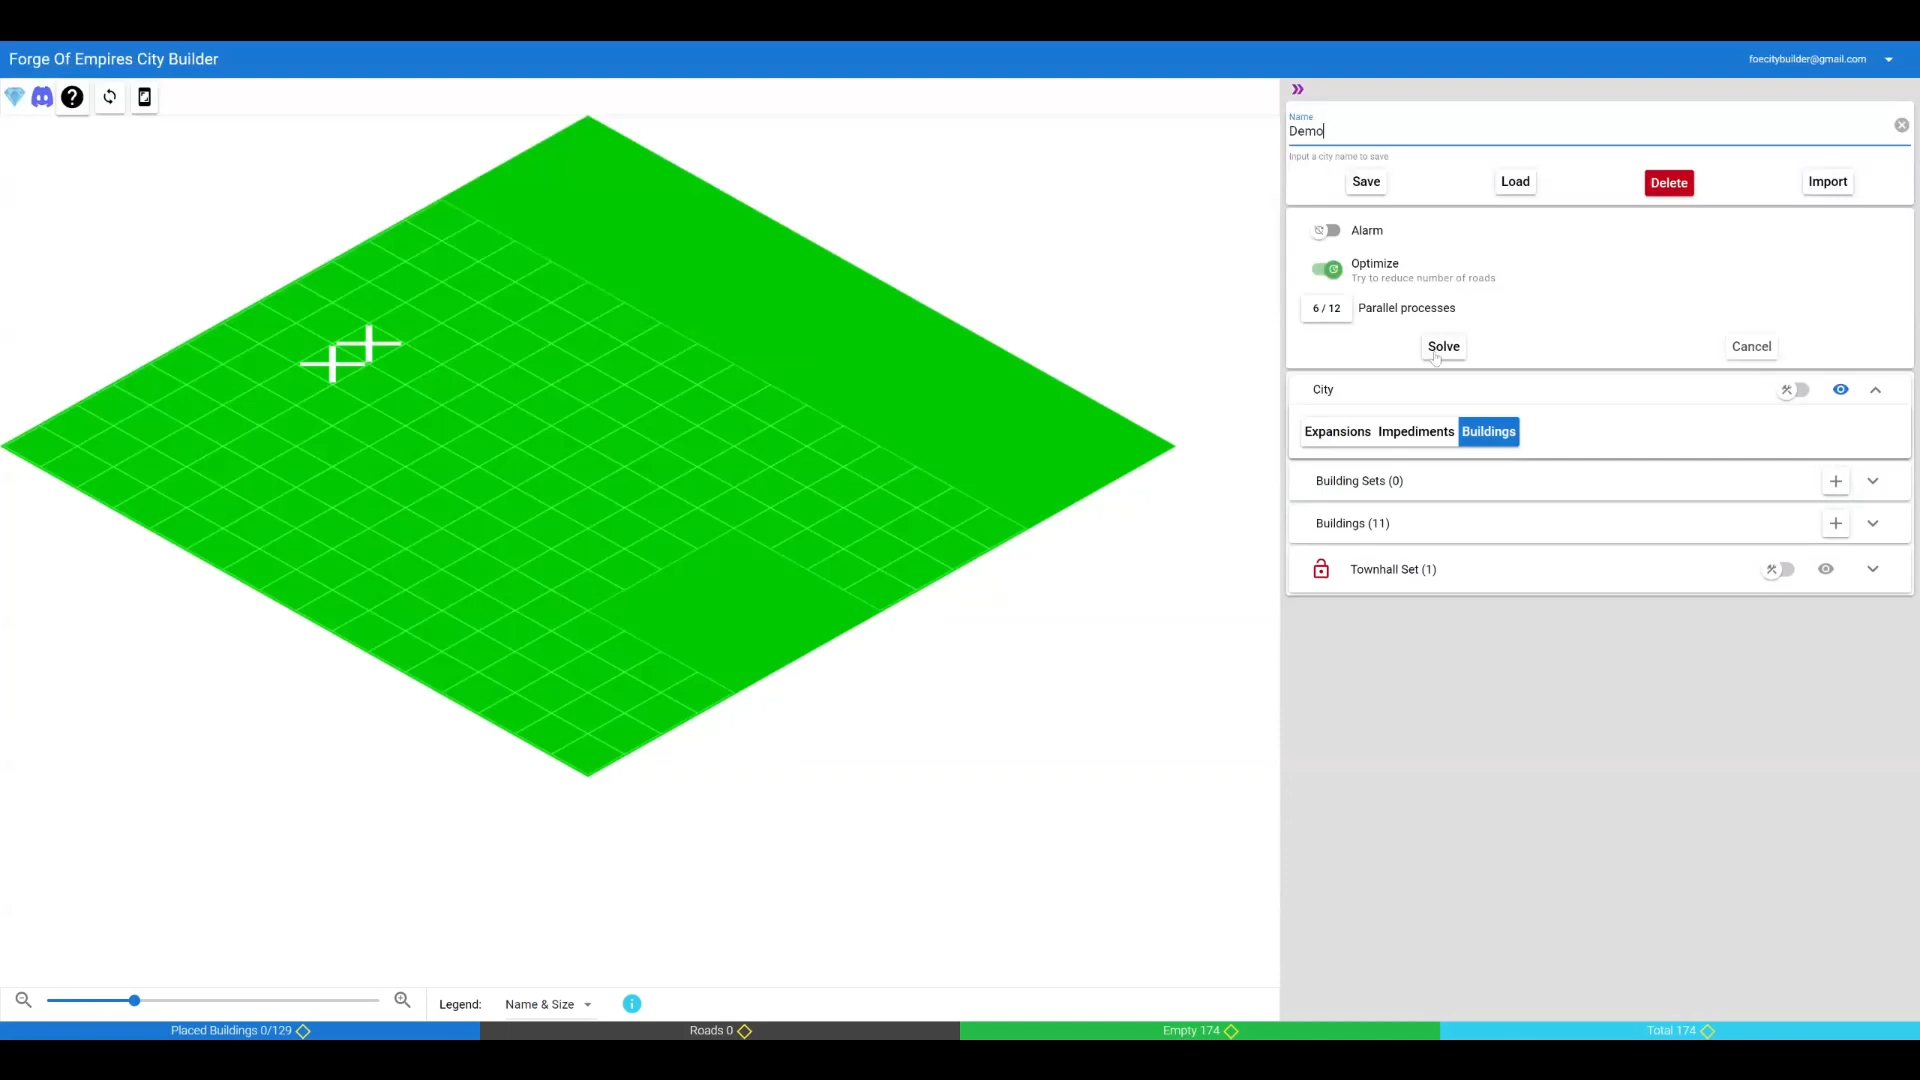 Forge Of Empires City Builder
foecitybuilder@gmail.com
Name
Demo
Input a city name to save
Save Load Delete Import
Alarm
Optimize
Try to reduce number of roads
6 / 12 Parallel processes
Solve Cancel
City
Expansions Impediments Buildings
Building Sets (0)
Buildings (11)
Townhall Set (1)
Legend: Name & Size
Placed Buildings 0/129 Roads 0 Empty 174 Total 174